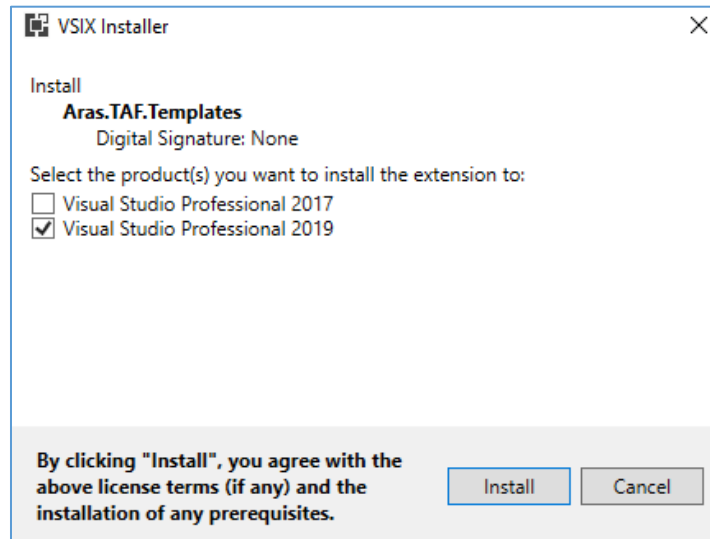 VSIX Installer
Install
Aras.TAF.Templates
Digital Signature: None
Select the product(s) you want to install the extension to:
Visual Studio Professional 2017
Visual Studio Professional 2019
By clicking "Install", you agree with the
above license terms (if any) and the
installation of any prerequisites.
Install
Cancel